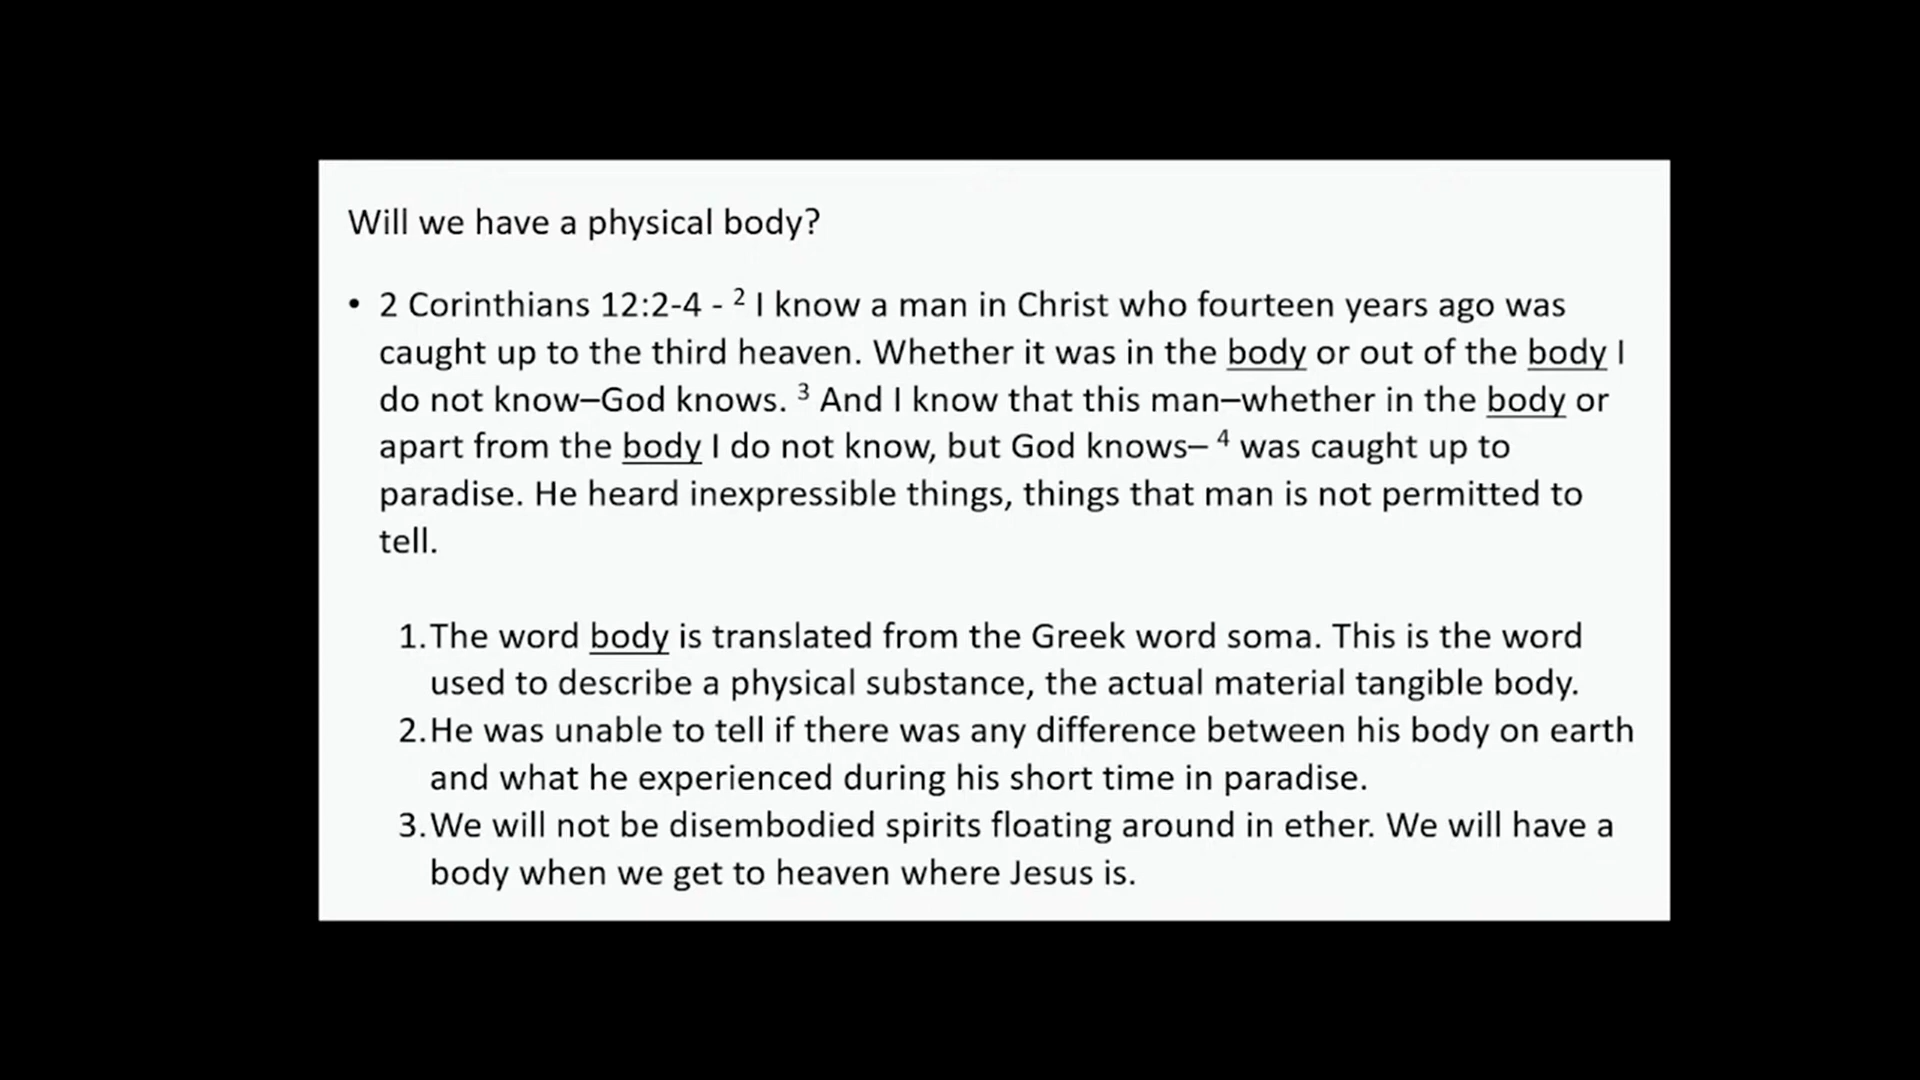 Will we have a physical body?
• 2 Corinthians 12:2-4 - ² I know a man in Christ who fourteen years ago was
caught up to the third heaven. Whether it was in the body or out of the body I
do not know–God knows. ³ And I know that this man–whether in the body or
apart from the body I do not know, but God knows– ⁴ was caught up to
paradise. He heard inexpressible things, things that man is not permitted to
tell.
1.The word body is translated from the Greek word soma. This is the word
used to describe a physical substance, the actual material tangible body.
2.He was unable to tell if there was any difference between his body on earth
and what he experienced during his short time in paradise.
3.We will not be disembodied spirits floating around in ether. We will have a
body when we get to heaven where Jesus is.